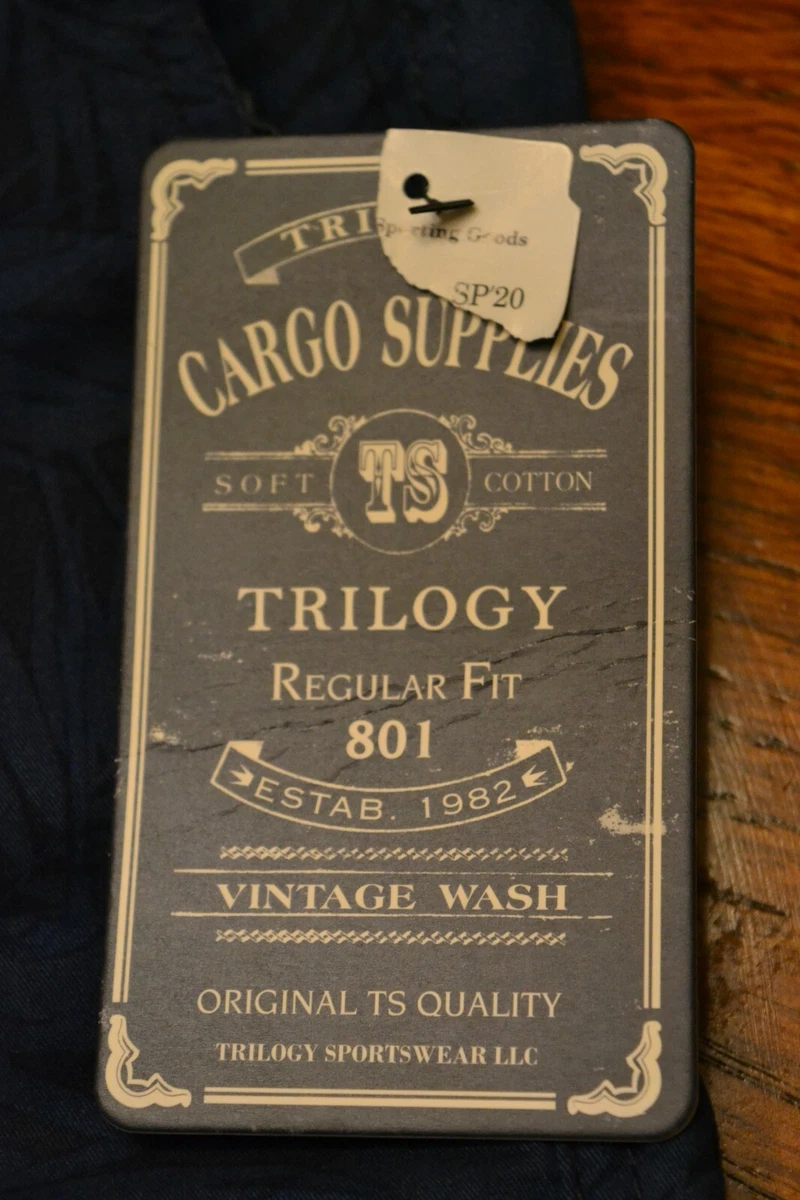 TRI
Sporting Goods
SP'20
CARGO SUPPLIES
SOFT TS COTTON
TRILOGY
REGULAR FIT
801
ESTAB. 1982
VINTAGE WASH
ORIGINAL TS QUALITY
TRILOGY SPORTSWEAR LLC